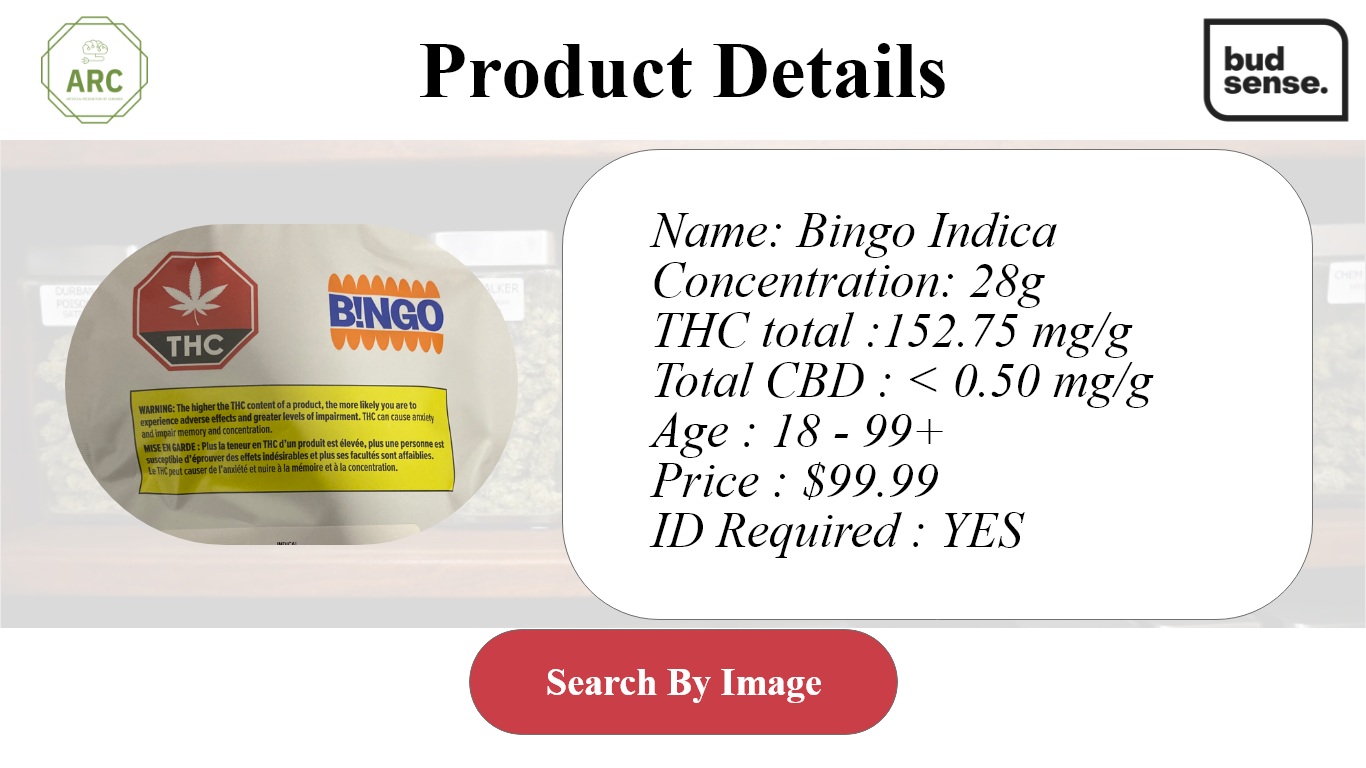 ARC
Product Details
bud
sense.
THC
B!NGO
WARNING: The higher the THC content of a product, the more likely you are to
experience adverse effects and greater levels of impairment. THC can cause anxiety
and impair memory and concentration.
MISE EN GARDE : Plus la teneur en THC d'un produit est élevée, plus une personne est
susceptible d'éprouver des effets indésirables et plus ses facultés sont affaiblies.
Le THC peut causer de l'anxiété et nuire à la mémoire et à la concentration.
Name: Bingo Indica
Concentration: 28g
THC total :152.75 mg/g
Total CBD : < 0.50 mg/g
Age : 18 - 99+
Price : $99.99
ID Required : YES
Search By Image